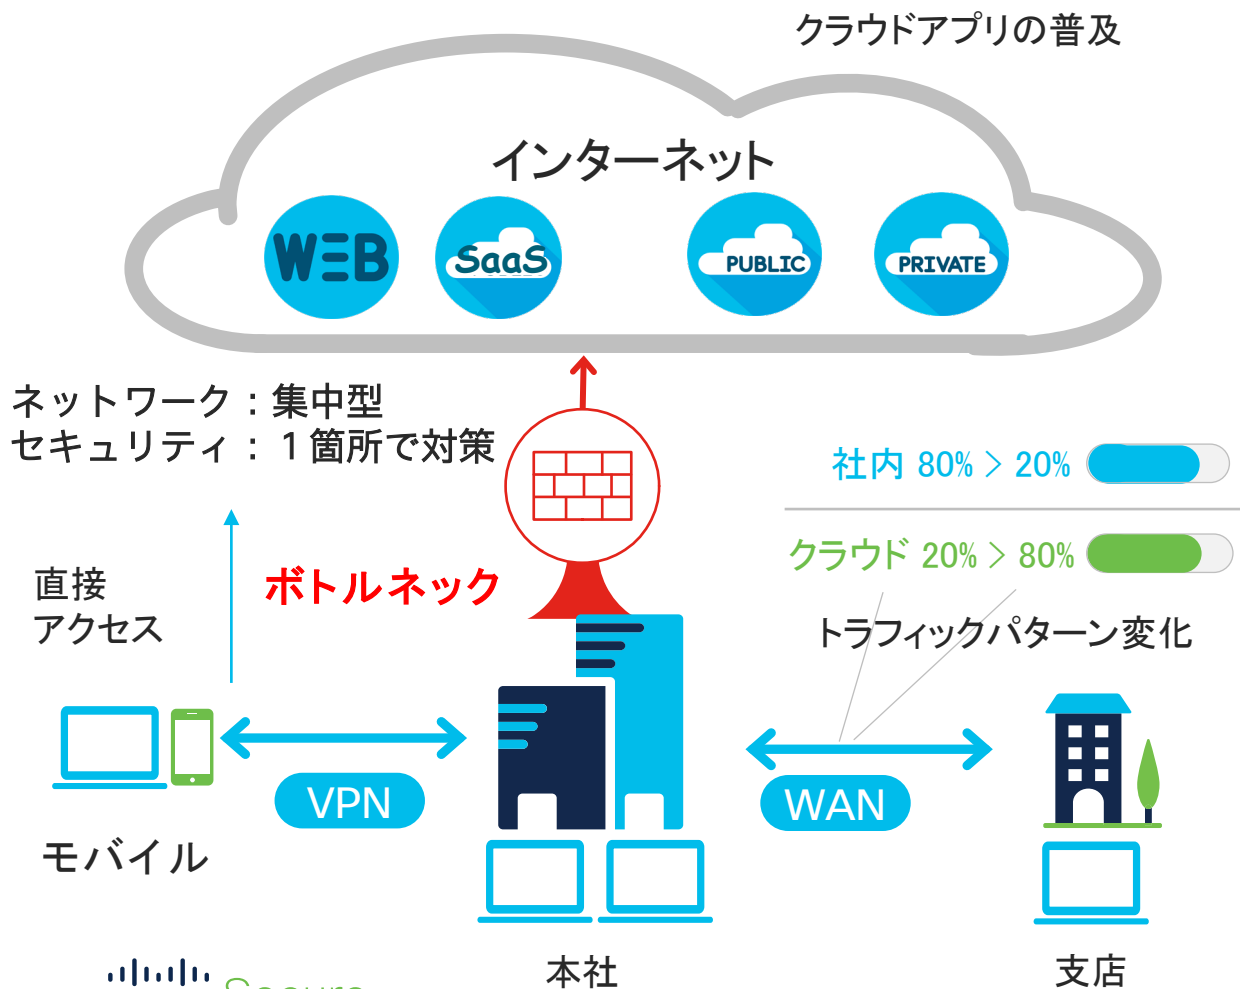 クラウドアプリの普及
インターネット
WEB
SaaS
PUBLIC
PRIVATE
ネットワーク：集中型
セキュリティ：１箇所で対策
社内 80% > 20%
クラウド 20% > 80%
直接
アクセス
ボトルネック
トラフィックパターン変化
VPN
WAN
モバイル
本社
支店